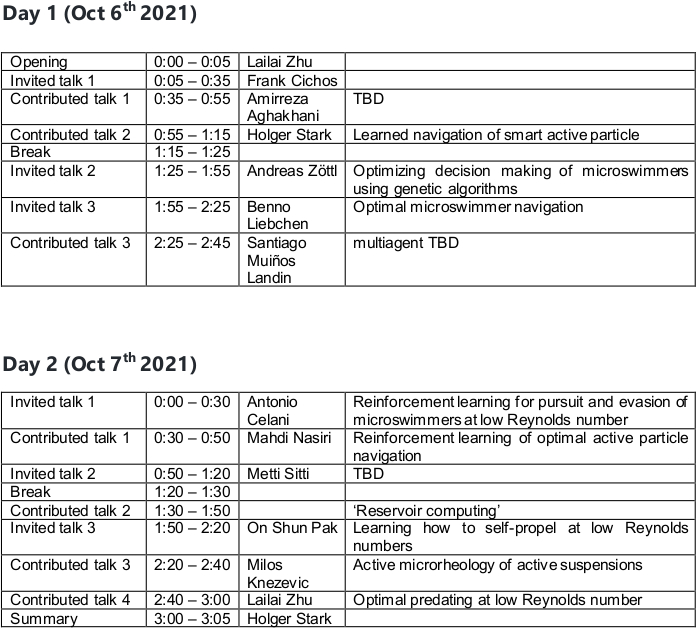 Day 1 (Oct 6th 2021)
Opening 0:00 – 0:05 Lailai Zhu
Invited talk 1 0:05 – 0:35 Frank Cichos
Contributed talk 1 0:35 – 0:55 Amirreza TBD
Aghakhani
Contributed talk 2 0:55 – 1:15 Holger Stark Learned navigation of smart active particle
Break 1:15 – 1:25
Invited talk 2 1:25 – 1:55 Andreas Zöttl Optimizing decision making of microswimmers
using genetic algorithms
Invited talk 3 1:55 – 2:25 Benno Optimal microswimmer navigation
Liebchen
Contributed talk 3 2:25 – 2:45 Santiago multiagent TBD
Muiños
Landin
Day 2 (Oct 7th 2021)
Invited talk 1 0:00 – 0:30 Antonio Reinforcement learning for pursuit and evasion of
Celani microswimmers at low Reynolds number
Contributed talk 1 0:30 – 0:50 Mahdi Nasiri Reinforcement learning of optimal active particle
navigation
Invited talk 2 0:50 – 1:20 Metti Sitti TBD
Break 1:20 – 1:30
Contributed talk 2 1:30 – 1:50 ‘Reservoir computing’
Invited talk 3 1:50 – 2:20 On Shun Pak Learning how to self-propel at low Reynolds
numbers
Contributed talk 3 2:20 – 2:40 Milos Active microrheology of active suspensions
Knezevic
Contributed talk 4 2:40 – 3:00 Lailai Zhu Optimal predating at low Reynolds number
Summary 3:00 – 3:05 Holger Stark